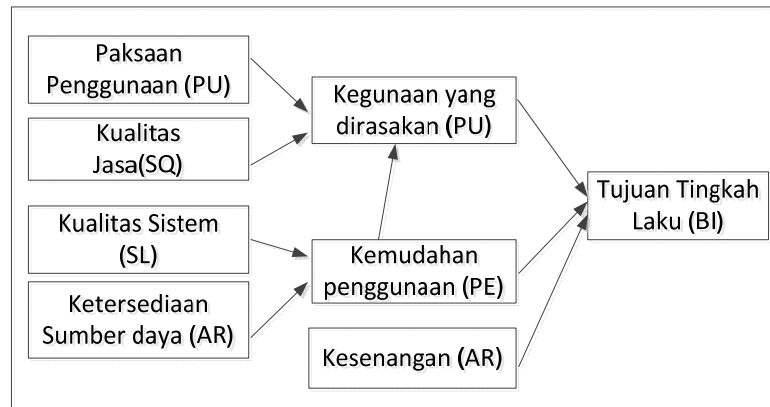 Paksaan
Penggunaan (PU)
Kualitas
Jasa(SQ)
Kualitas Sistem
(SL)
Ketersediaan
Sumber daya (AR)
Kegunaan yang
dirasakan (PU)
Kemudahan
penggunaan (PE)
Kesenangan (AR)
Tujuan Tingkah
Laku (BI)